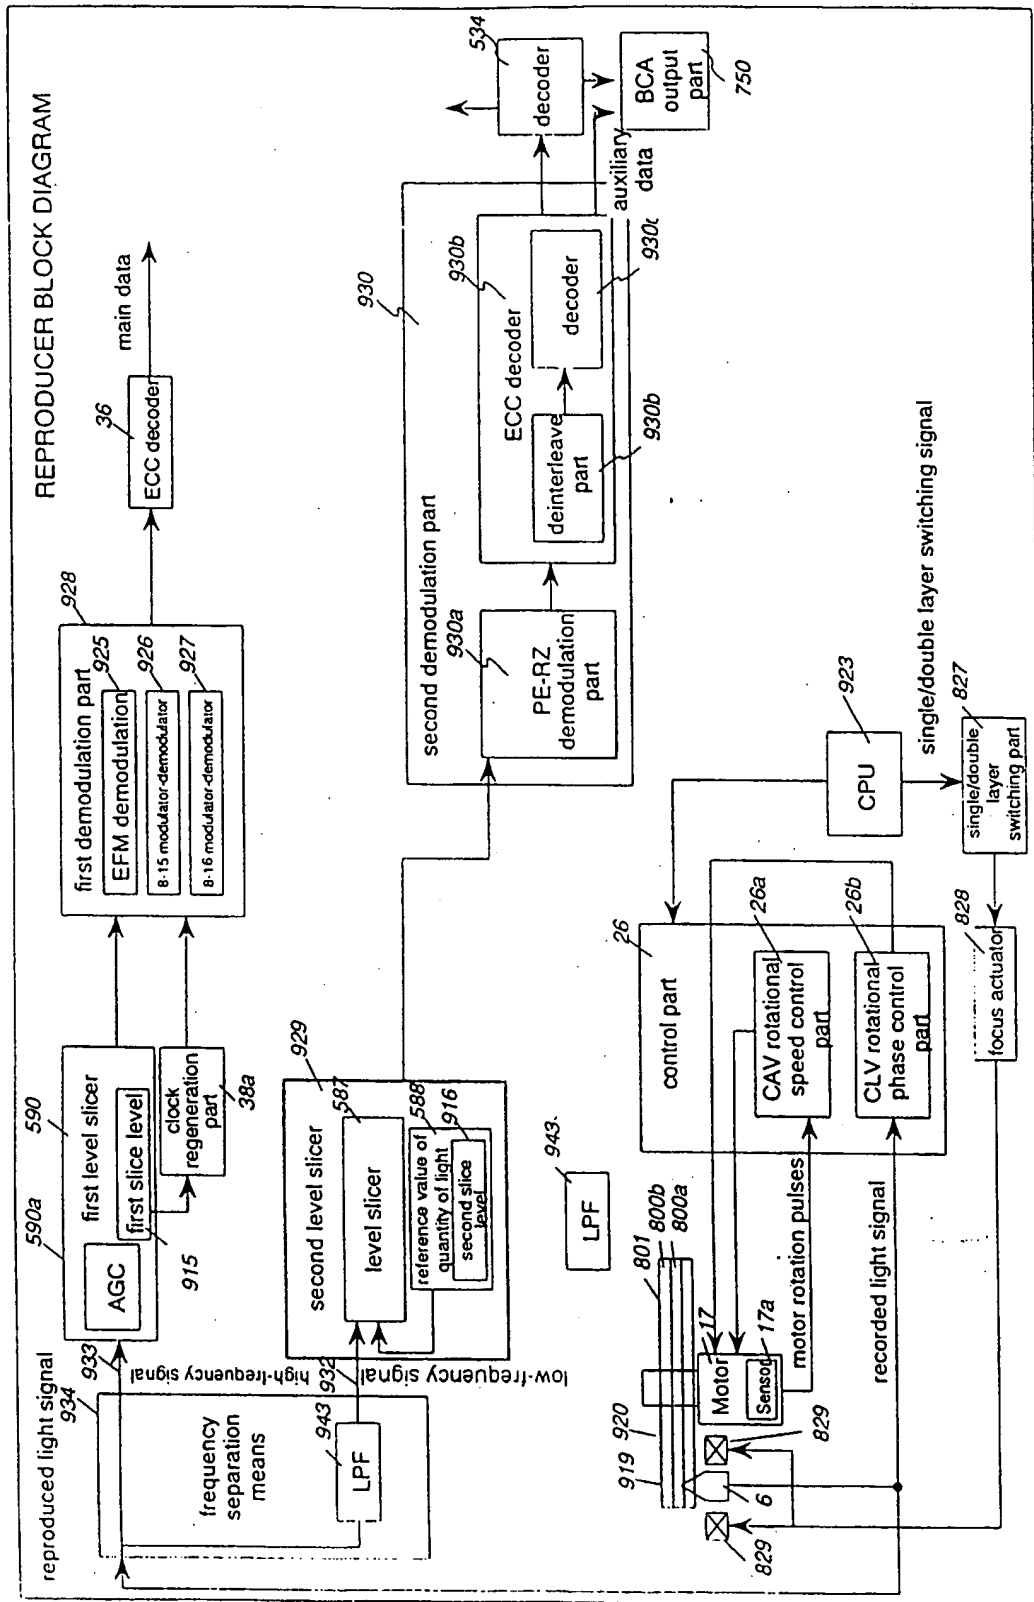 REPRODUCER BLOCK DIAGRAM
reproduced light signal
934
frequency
separation
means
943
LPF
933
high-frequency signal
932
low-frequency signal
590a
590
first level slicer
AGC
first slice level
915
clock
regeneration
part
38a
928
first demodulation part
EFM demodulation
925
8-15 modulator-demodulator
926
8-16 modulator-demodulator
927
36
ECC decoder
main data
929
second level slicer
587
level slicer
588
reference value of
quantity of light
916
second slice
level
930
second demodulation part
930a
PE-RZ
demodulation
part
930b
ECC decoder
deinterleave
part
930b
decoder
930c
auxiliary
data
534
decoder
BCA
output
part
750
943
LPF
919
920
801
800b
800a
17
Motor
17a
Sensor
829
829
6
motor rotation pulses
recorded light signal
26
control part
26a
CAV rotational
speed control
part
26b
CLV rotational
phase control
part
923
CPU
single/double layer switching signal
827
single/double
layer
switching part
828
focus actuator